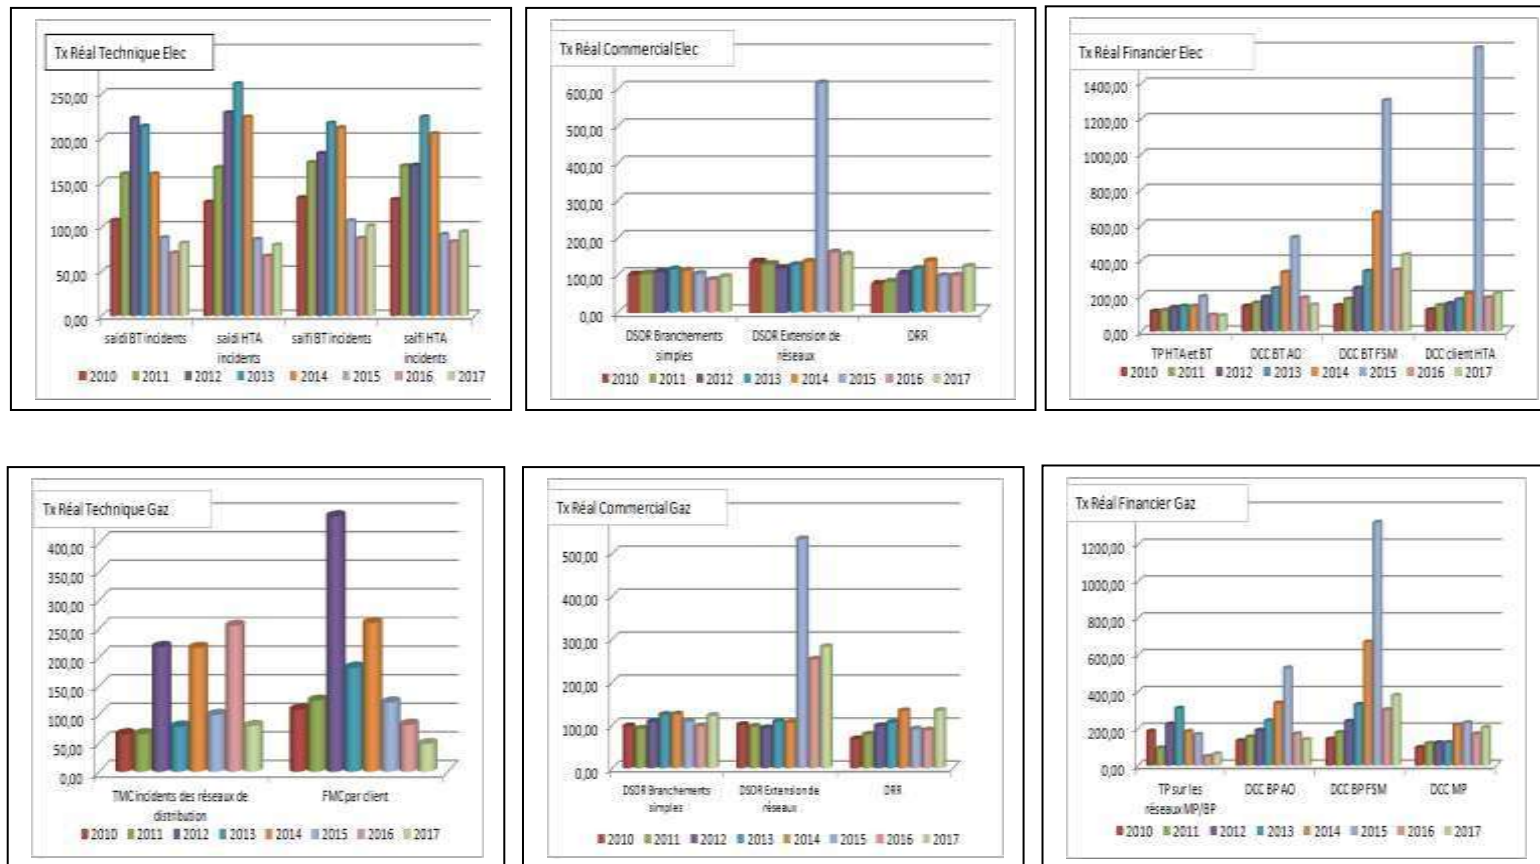 Tx Réal Technique Elec
250,00
200,00
150,00
100,00
50,00
0,00
saidi BT incidents
saidi HTA incidents
saifi BT incidents
saifi HTA incidents
2010 2011 2012 2013 2014 2015 2016 2017
Tx Réal Commercial Elec
600,00
500,00
400,00
300,00
200,00
100,00
0,00
DSOR Branchements simples
DSOR Extension de réseaux
DRR
2010 2011 2012 2013 2014 2015 2016 2017
Tx Réal Financier Elec
1400,00
1200,00
1000,00
800,00
600,00
400,00
200,00
0,00
TP HTA et BT
DCC BT AO
DCC BT FSM
DCC client HTA
2010 2011 2012 2013 2014 2015 2016 2017
Tx Réal Technique Gaz
400,00
350,00
300,00
250,00
200,00
150,00
100,00
50,00
0,00
TMC incidents des réseaux de distribution
FMC par client
2010 2011 2012 2013 2014 2015 2016 2017
Tx Réal Commercial Gaz
500,00
400,00
300,00
200,00
100,00
0,00
DSOR Branchements simples
DSOR Extension de réseaux
DRR
2010 2011 2012 2013 2014 2015 2016 2017
Tx Réal Financier Gaz
1200,00
1000,00
800,00
600,00
400,00
200,00
0,00
TP sur les réseaux MP/BP
DCC BP AO
DCC BP FSM
DCC MP
2010 2011 2012 2013 2014 2015 2016 2017